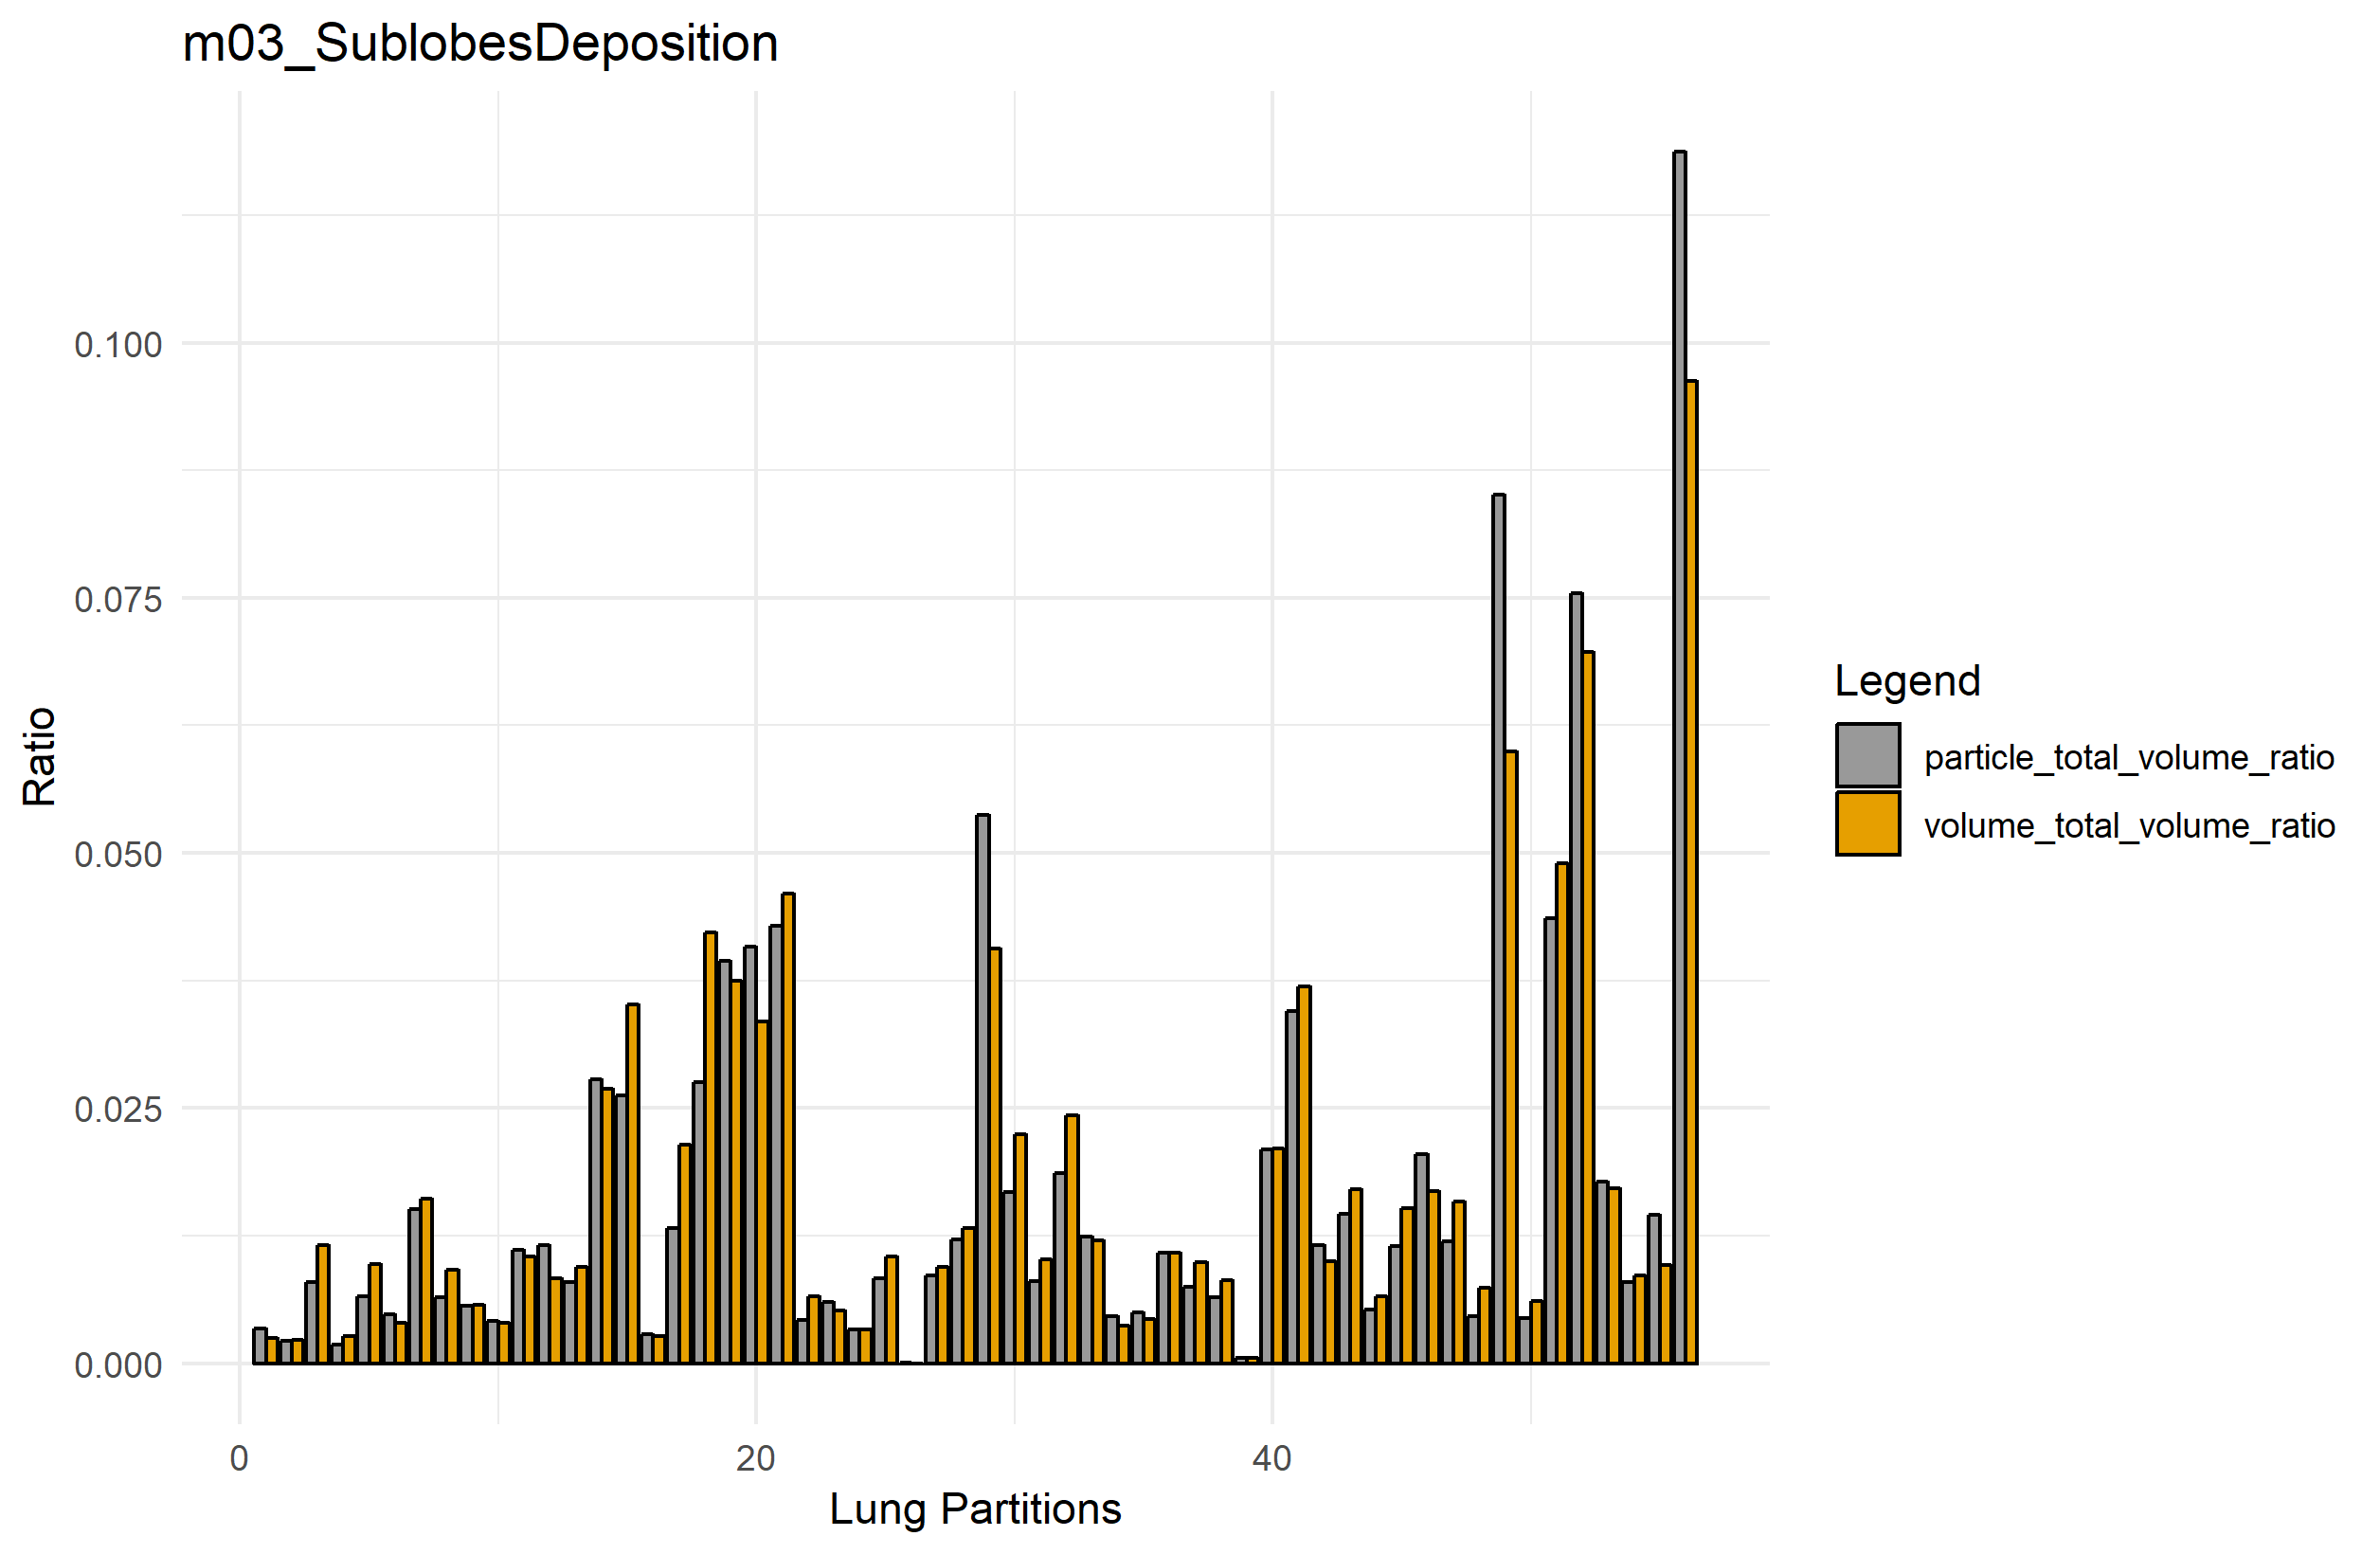 m03_SublobesDeposition
0.100
0.075
0.050
0.025
0.000
Ratio
0
20
40
Lung Partitions
Legend
particle_total_volume_ratio
volume_total_volume_ratio